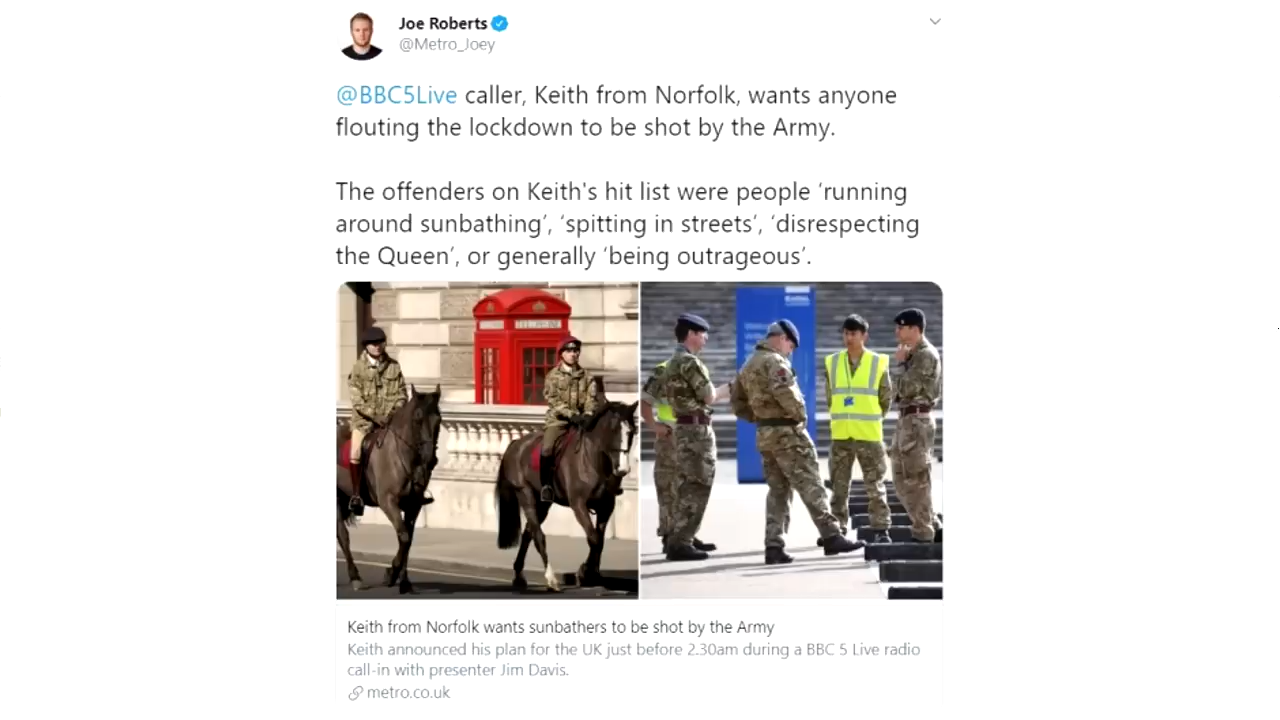 Joe Roberts
@Metro_Joey
@BBC5Live caller, Keith from Norfolk, wants anyone
flouting the lockdown to be shot by the Army.
The offenders on Keith's hit list were people ‘running
around sunbathing’, ‘spitting in streets’, ‘disrespecting
the Queen’, or generally ‘being outrageous’.
Keith from Norfolk wants sunbathers to be shot by the Army
Keith announced his plan for the UK just before 2.30am during a BBC 5 Live radio
call-in with presenter Jim Davis.
metro.co.uk